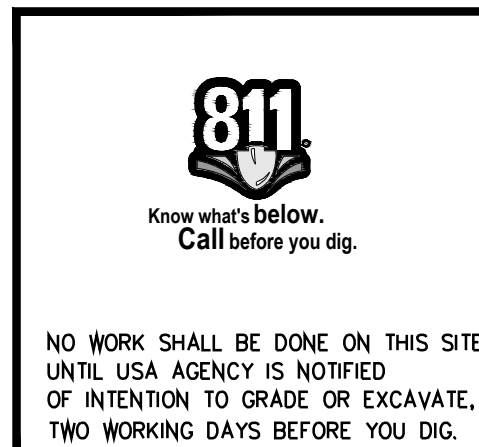 811
Know what's below.
Call before you dig.
NO WORK SHALL BE DONE ON THIS SITE
UNTIL USA AGENCY IS NOTIFIED
OF INTENTION TO GRADE OR EXCAVATE,
TWO WORKING DAYS BEFORE YOU DIG.